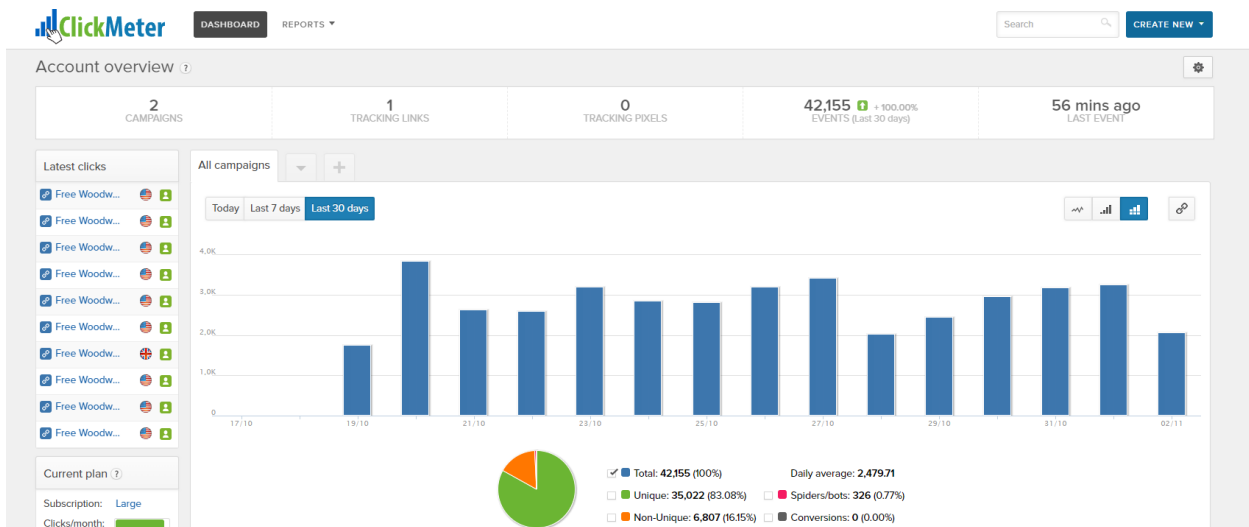 ClickMeter DASHBOARD REPORTS Search CREATE NEW
Account overview ?
2 1 0 42,155 +100.00% 56 mins ago
CAMPAIGNS TRACKING LINKS TRACKING PIXELS EVENTS (Last 30 days) LAST EVENT
Latest clicks
Free Woodw...
Free Woodw...
Free Woodw...
Free Woodw...
Free Woodw...
Free Woodw...
Free Woodw...
Free Woodw...
Free Woodw...
Free Woodw...
Current plan ?
Subscription: Large
Clicks/month:
All campaigns +
Today Last 7 days Last 30 days
4,0K
3,0K
2,0K
1,0K
0
17/10 19/10 21/10 23/10 25/10 27/10 29/10 31/10 02/11
Total: 42,155 (100%) Daily average: 2,479.71
Unique: 35,022 (83.08%) Spiders/bots: 326 (0.77%)
Non-Unique: 6,807 (16.15%) Conversions: 0 (0.00%)